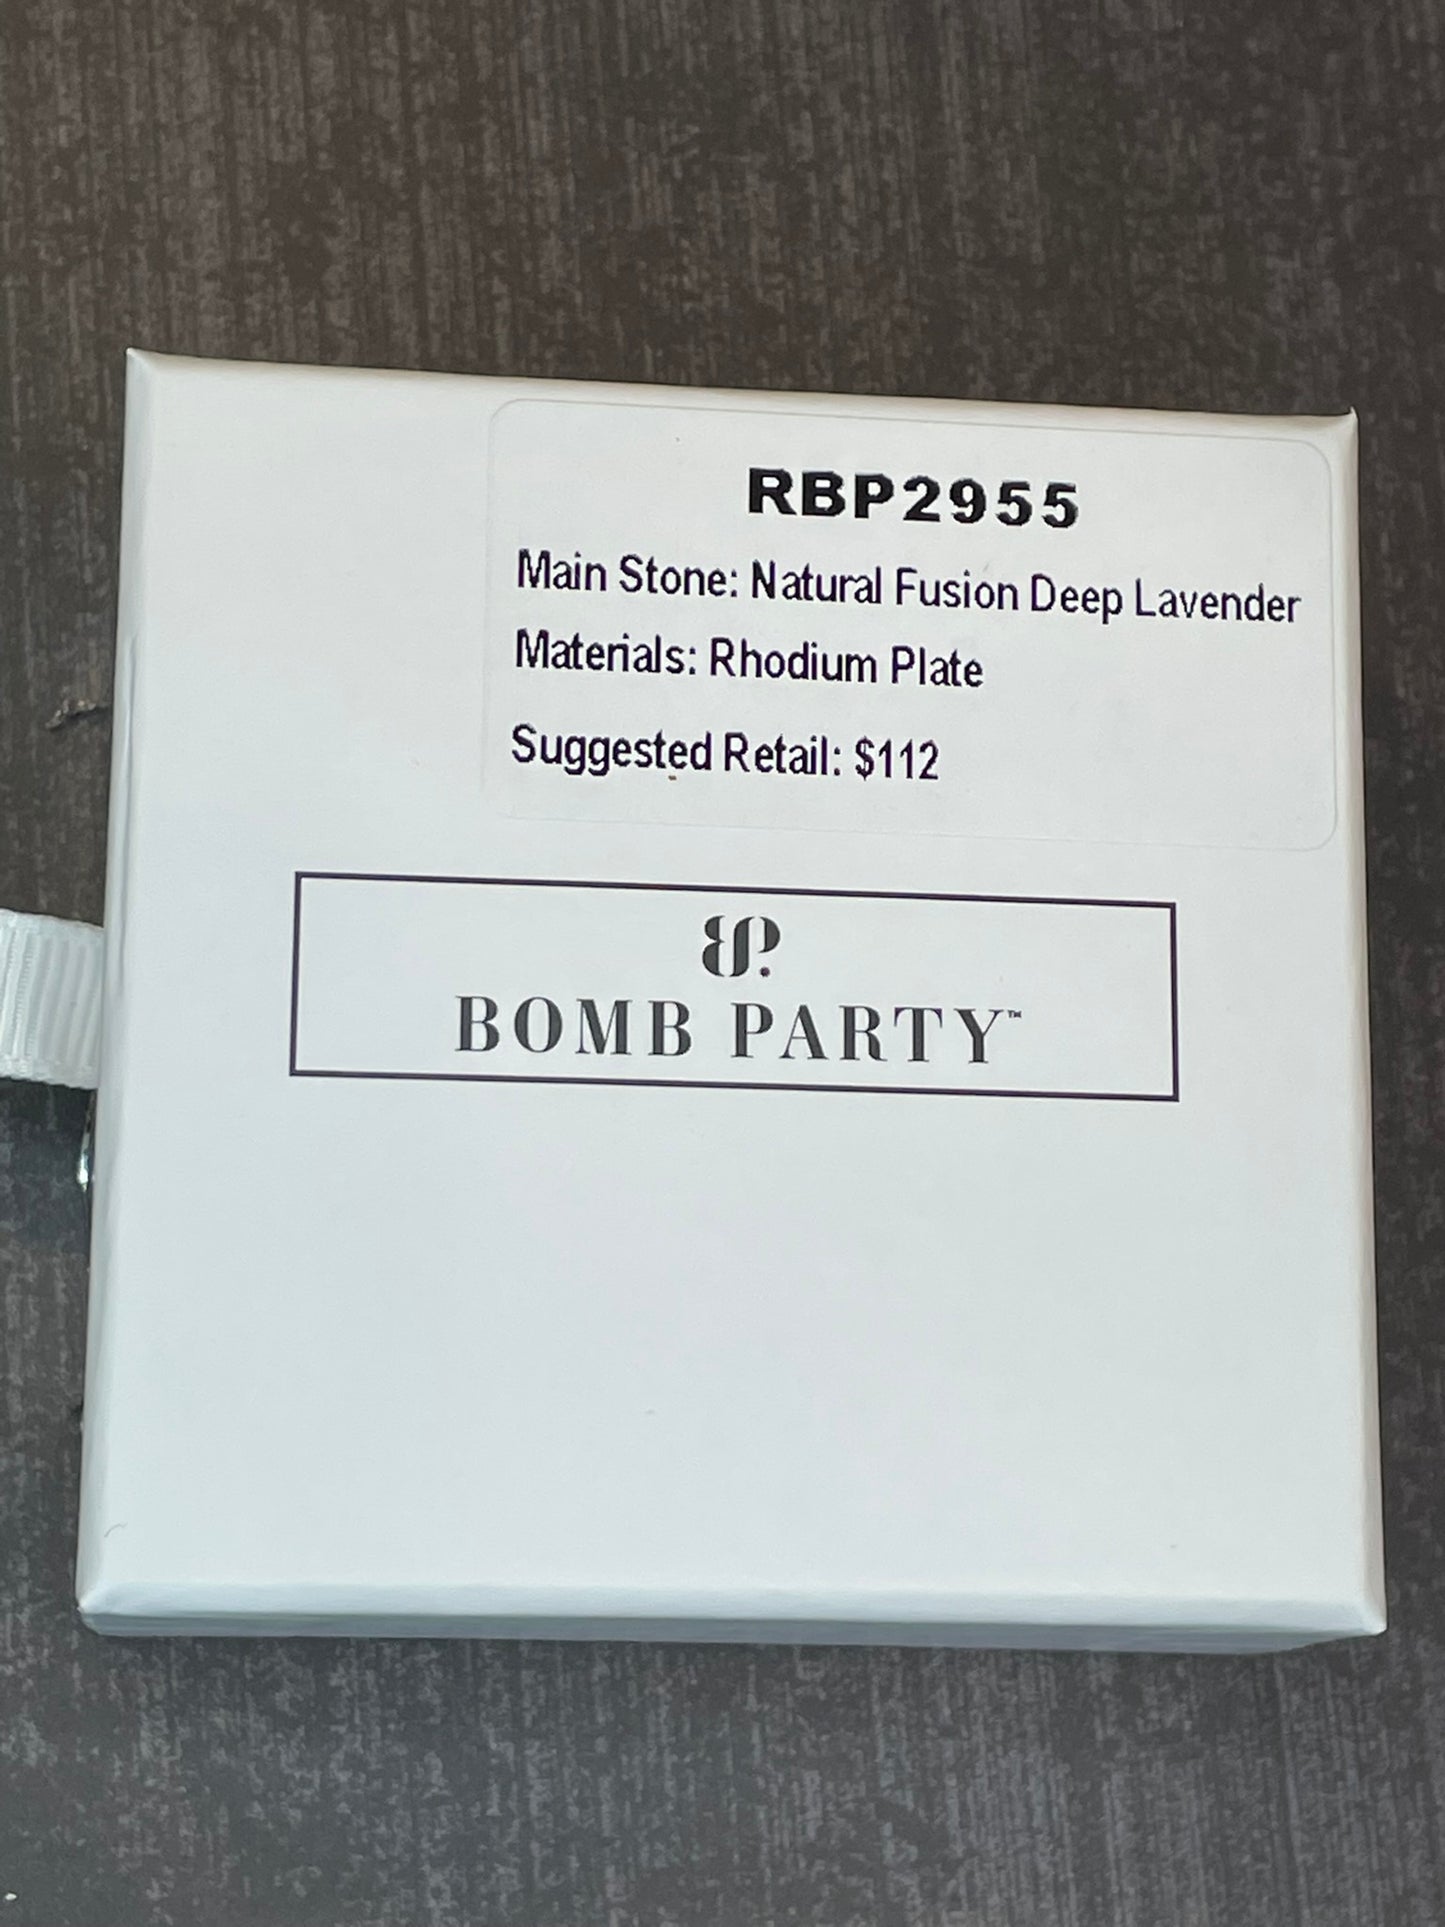 RBP2955
Main Stone: Natural Fusion Deep Lavender
Materials: Rhodium Plate
Suggested Retail: $112
BP.
BOMB PARTY™